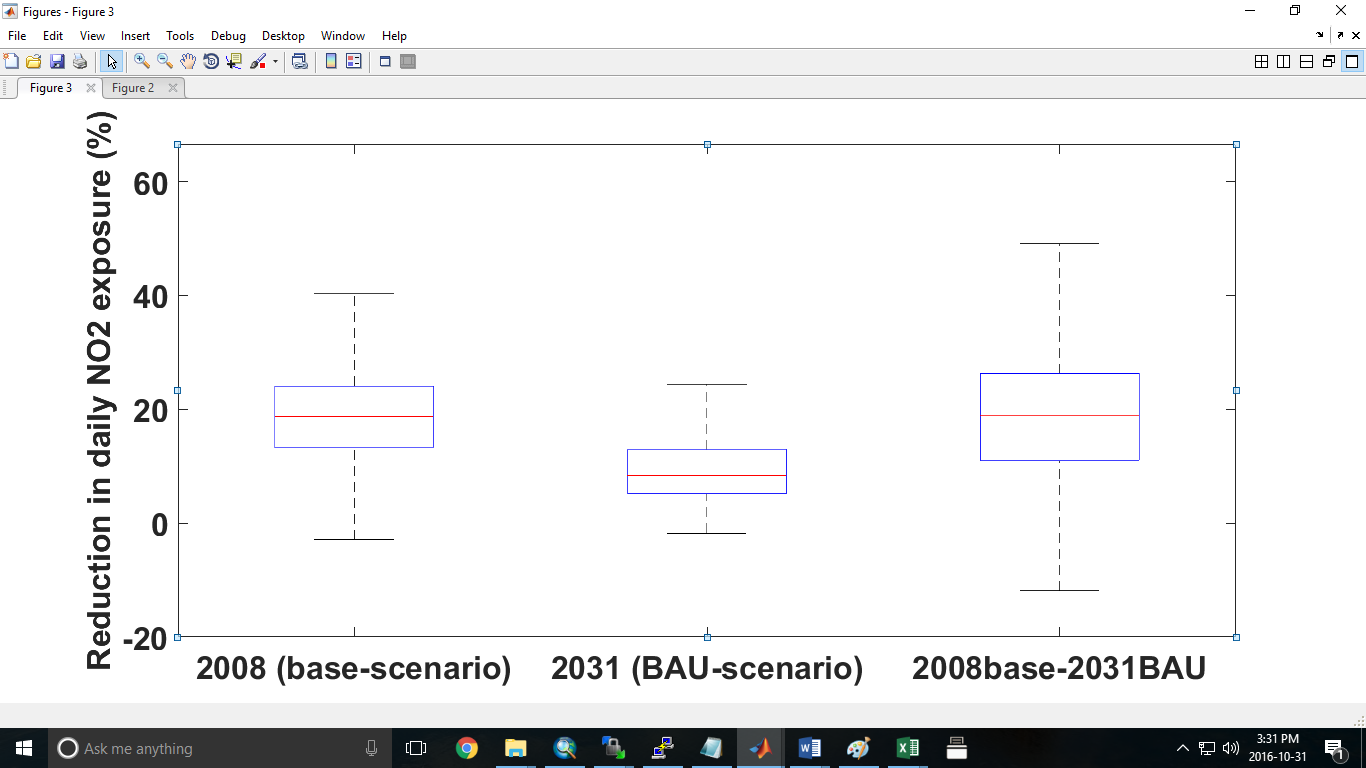 Figures - Figure 3
File Edit View Insert Tools Debug Desktop Window Help
Figure 3 Figure 2
Reduction in daily NO2 exposure (%)
60
40
20
0
-20
2008 (base-scenario) 2031 (BAU-scenario) 2008base-2031BAU
Ask me anything
3:31 PM
2016-10-31
1